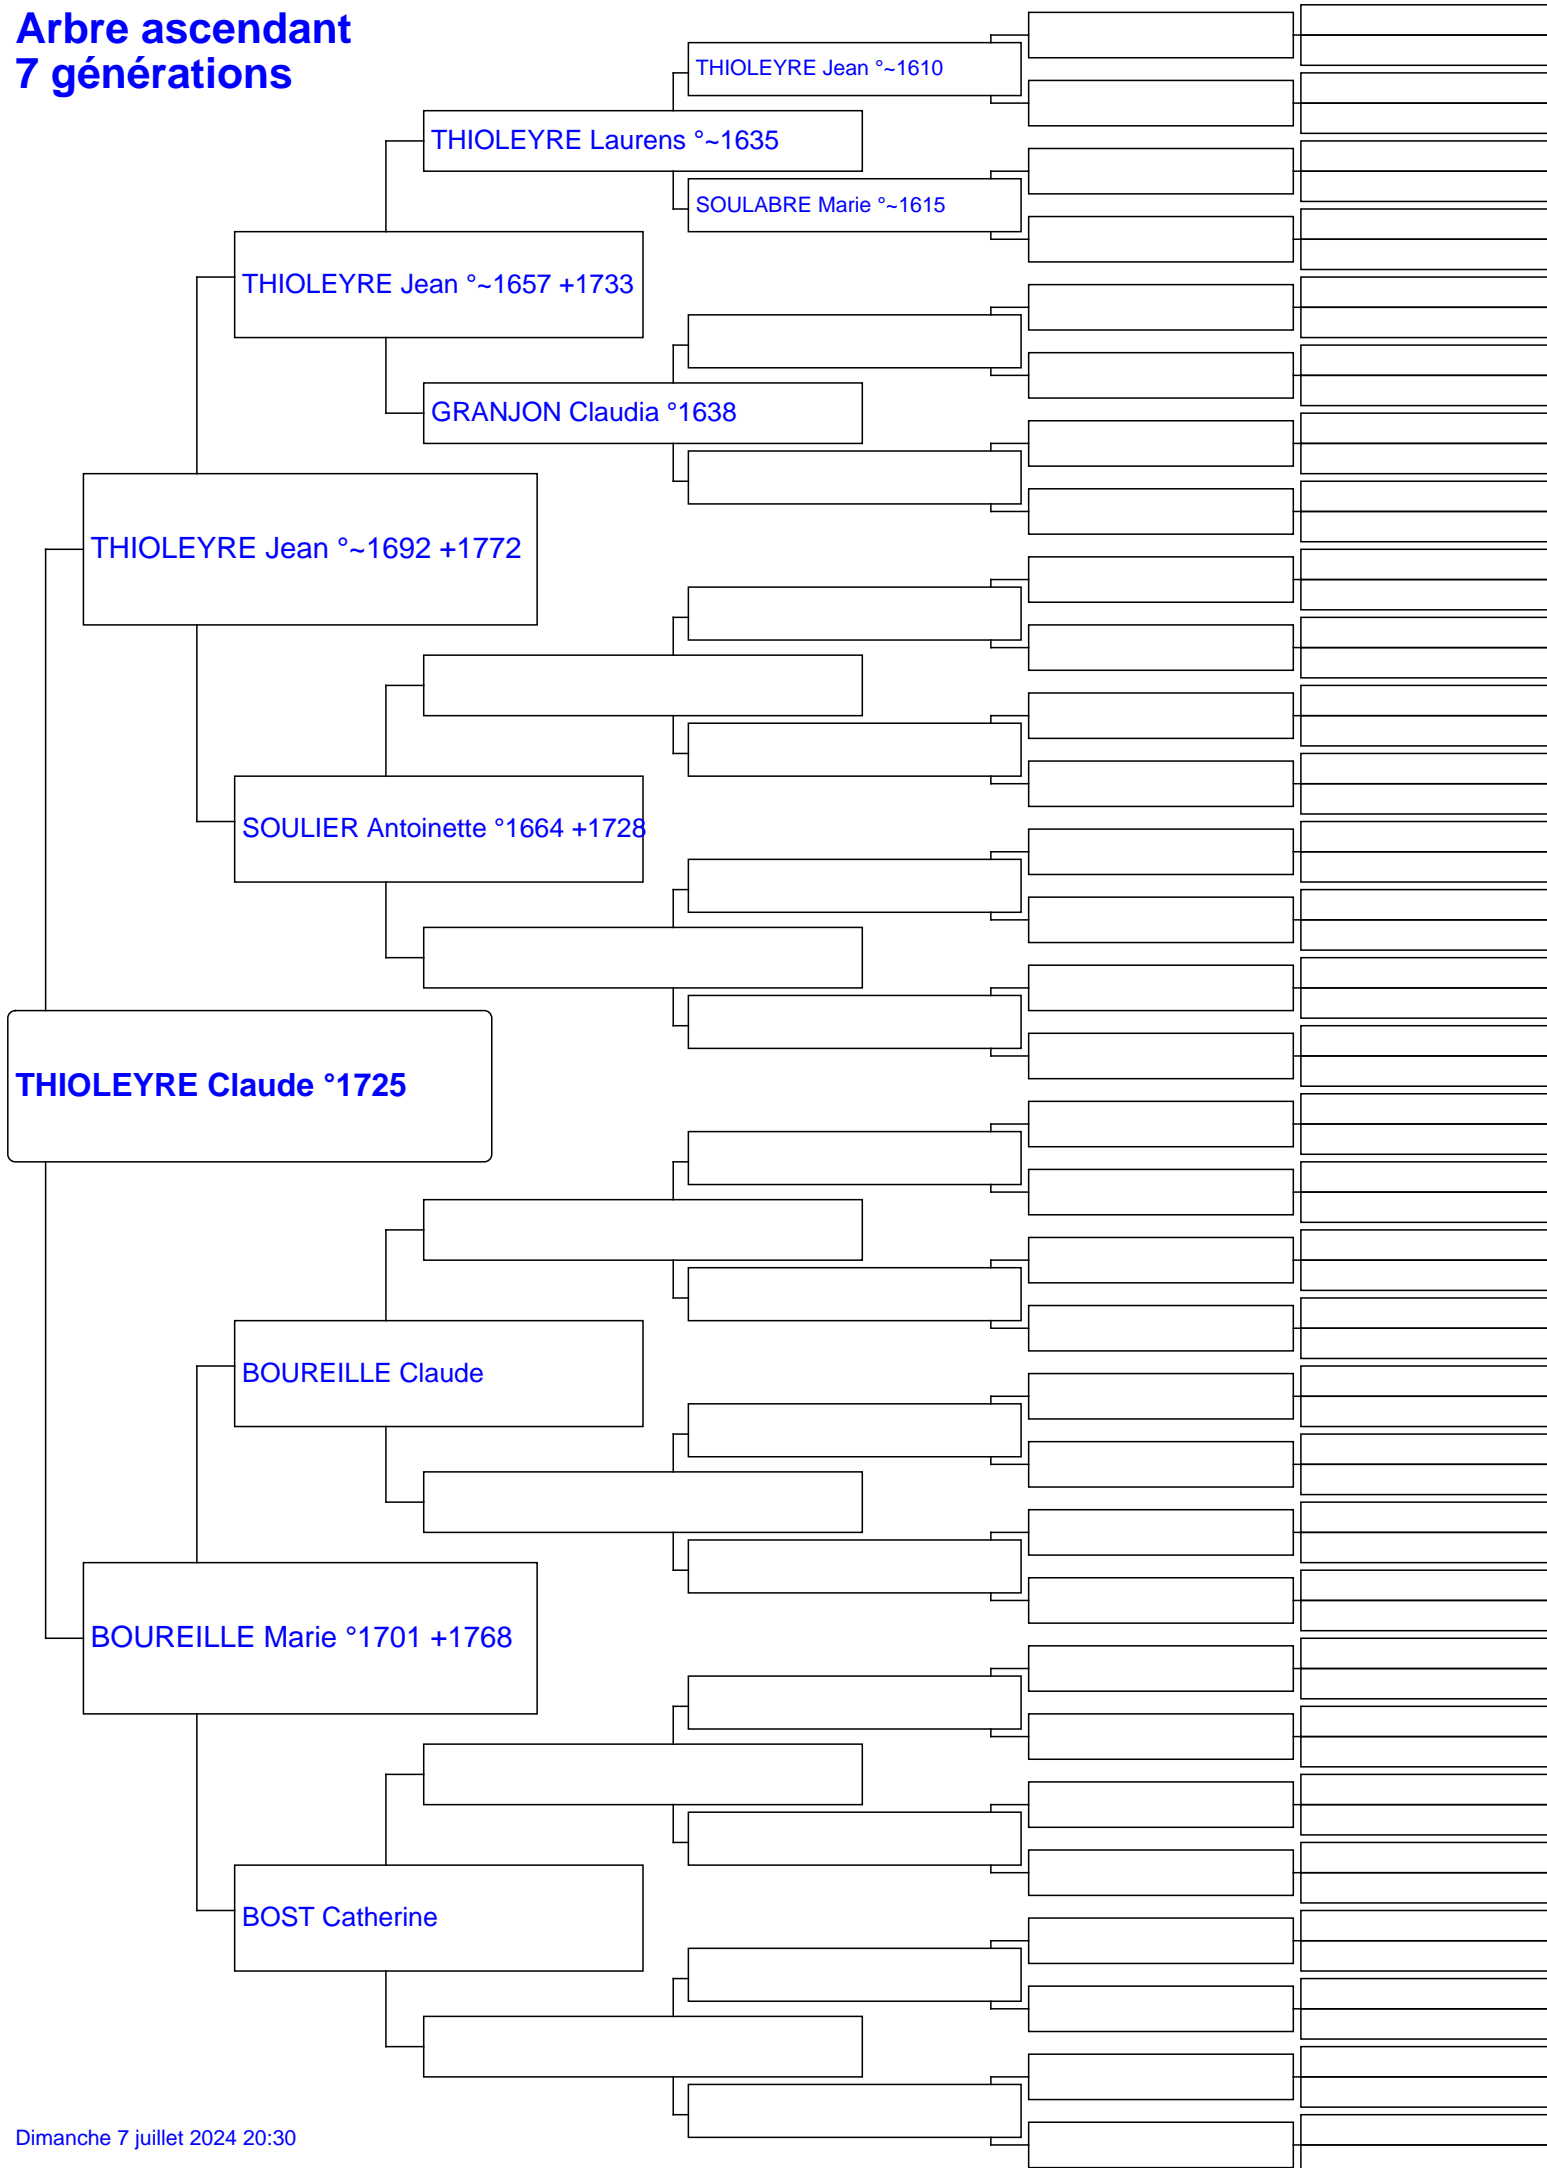 Arbre ascendant
7 générations
THIOLEYRE Jean °~1610
THIOLEYRE Laurens °~1635
SOULABRE Marie °~1615
THIOLEYRE Jean °~1657 +1733
GRANJON Claudia °1638
THIOLEYRE Jean °~1692 +1772
SOULIER Antoinette °1664 +1728
THIOLEYRE Claude °1725
BOUREILLE Claude
BOUREILLE Marie °1701 +1768
BOST Catherine
Dimanche 7 juillet 2024 20:30